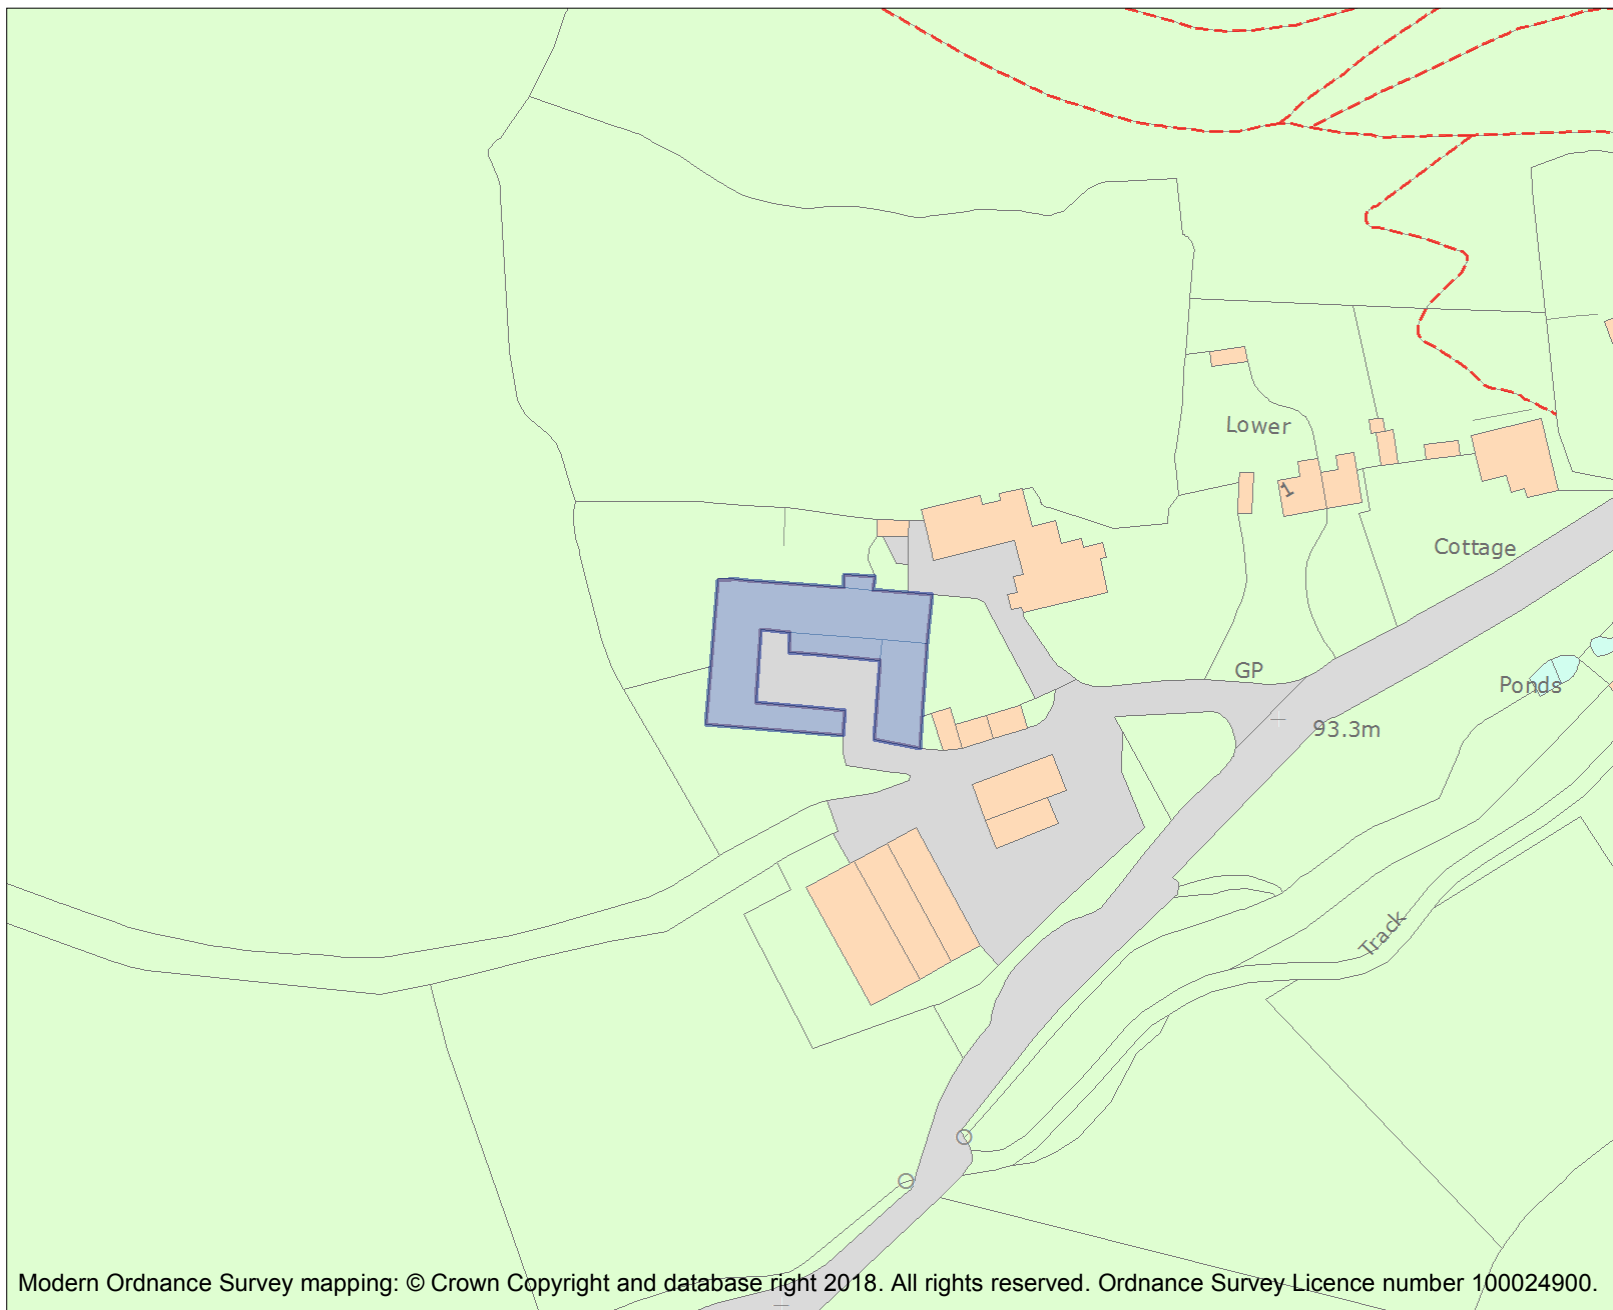 Lower
1
Cottage
GP
Ponds
93.3m
Track
Modern Ordnance Survey mapping: © Crown Copyright and database right 2018. All rights reserved. Ordnance Survey Licence number 100024900.